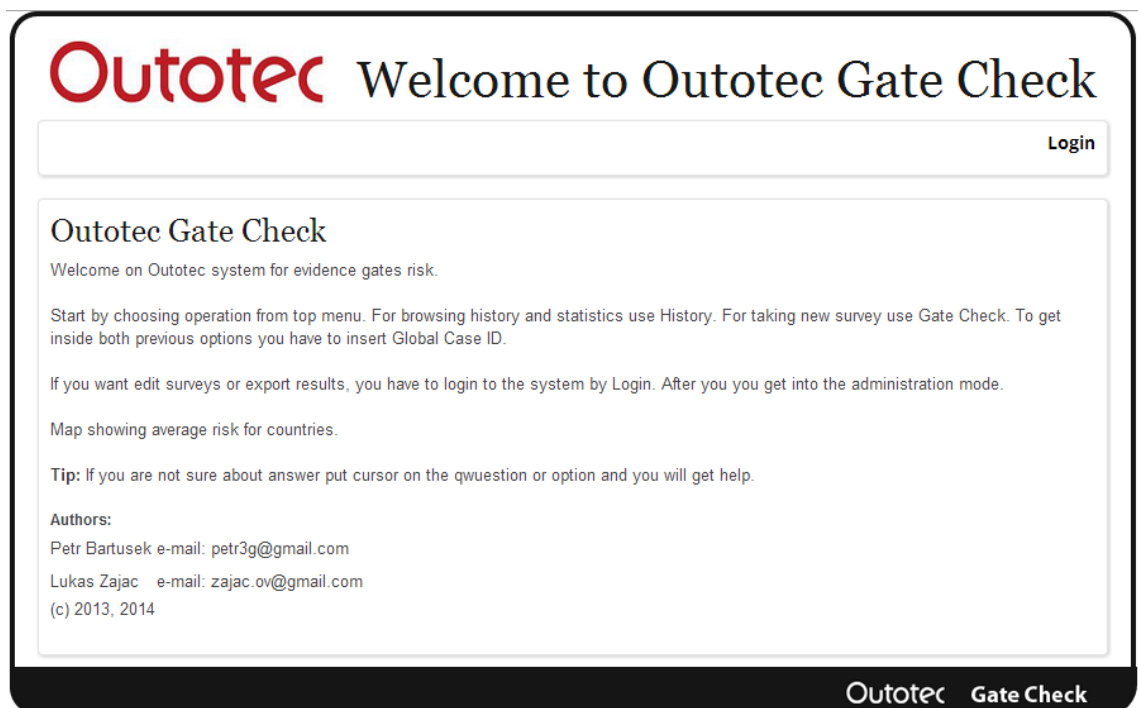 Outotec Welcome to Outotec Gate Check
Login
Outotec Gate Check
Welcome on Outotec system for evidence gates risk.
Start by choosing operation from top menu. For browsing history and statistics use History. For taking new survey use Gate Check. To get
inside both previous options you have to insert Global Case ID.
If you want edit surveys or export results, you have to login to the system by Login. After you you get into the administration mode.
Map showing average risk for countries.
Tip: If you are not sure about answer put cursor on the qwuestion or option and you will get help.
Authors:
Petr Bartusek e-mail: petr3g@gmail.com
Lukas Zajac e-mail: zajac.ov@gmail.com
(c) 2013, 2014
Outotec Gate Check